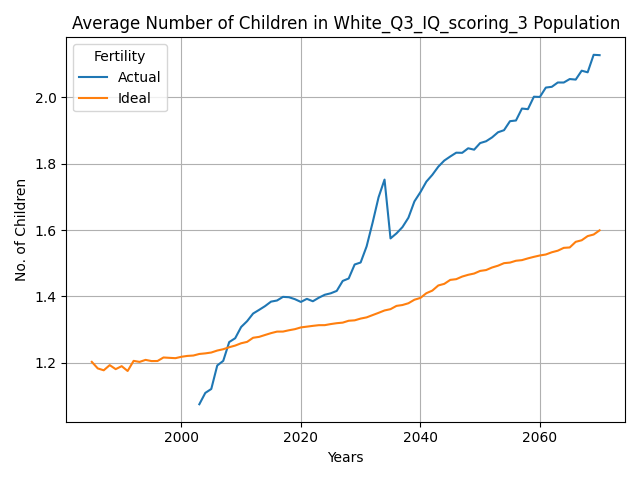 Average Number of Children in White_Q3_IQ_scoring_3 Population
Fertility
Actual
Ideal
No. of Children
2.0
1.8
1.6
1.4
1.2
2000
2020
2040
2060
Years